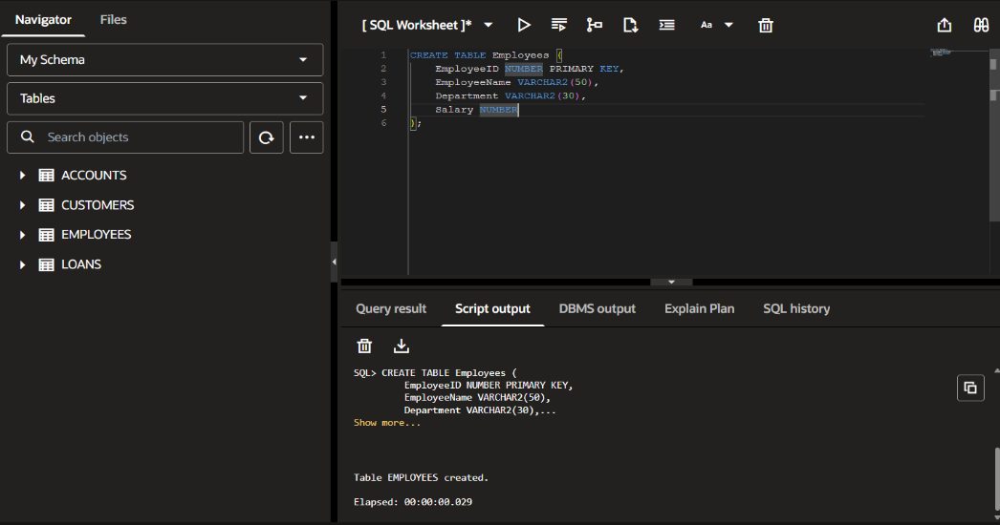 Navigator Files
My Schema
Tables
Search objects
ACCOUNTS
CUSTOMERS
EMPLOYEES
LOANS
[ SQL Worksheet ]* Aa
1 CREATE TABLE Employees (
2 EmployeeID NUMBER PRIMARY KEY,
3 EmployeeName VARCHAR2(50),
4 Department VARCHAR2(30),
5 Salary NUMBER
6 );
Query result Script output DBMS output Explain Plan SQL history
SQL> CREATE TABLE Employees (
EmployeeID NUMBER PRIMARY KEY,
EmployeeName VARCHAR2(50),
Department VARCHAR2(30),...
Show more...
Table EMPLOYEES created.
Elapsed: 00:00:00.029